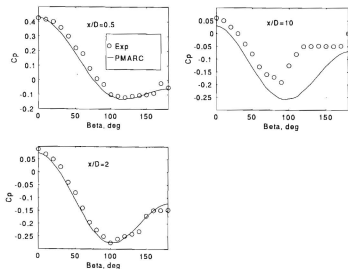 x/D=0.5
Exp
PMARC
Cp
0.4
0.3
0.2
0.1
0
-0.1
-0.2
0 50 100 150
Beta, deg
x/D=10
Cp
0.05
0
-0.05
-0.1
-0.15
-0.2
-0.25
0 50 100 150
Beta, deg
x/D=2
Cp
0.05
0
-0.05
-0.1
-0.15
-0.2
-0.25
0 50 100 150
Beta, deg